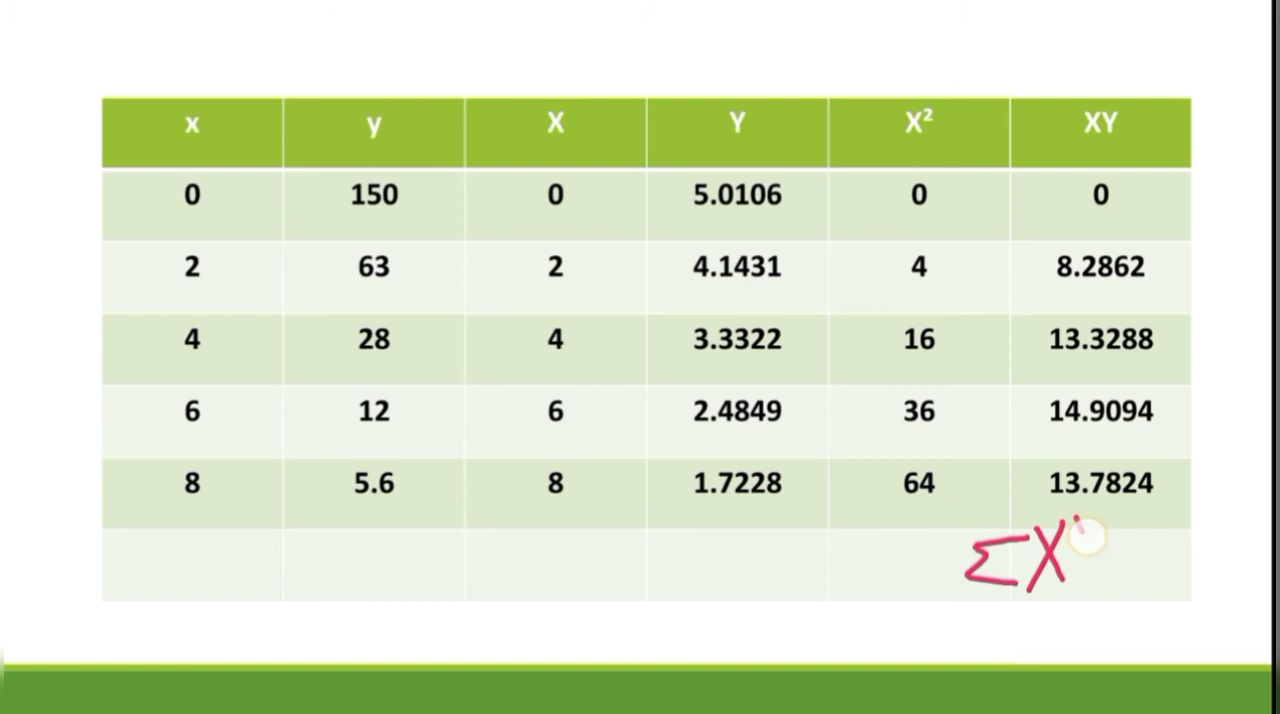 x y X Y X²  XY
0 150 0 5.0106 0 0
2 63 2 4.1431 4 8.2862
4 28 4 3.3322 16 13.3288
6 12 6 2.4849 36 14.9094
8 5.6 8 1.7228 64 13.7824
ΣX